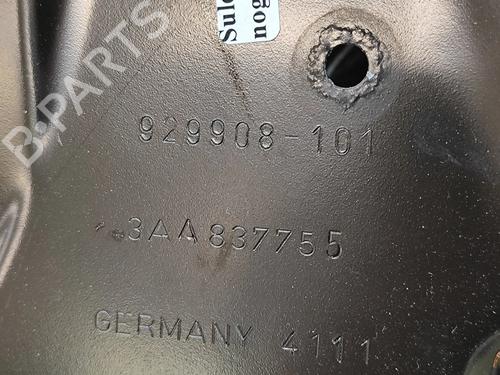 Sulo
nog
B-PARTS
929908-101
3AA837755
GERMANY 4111